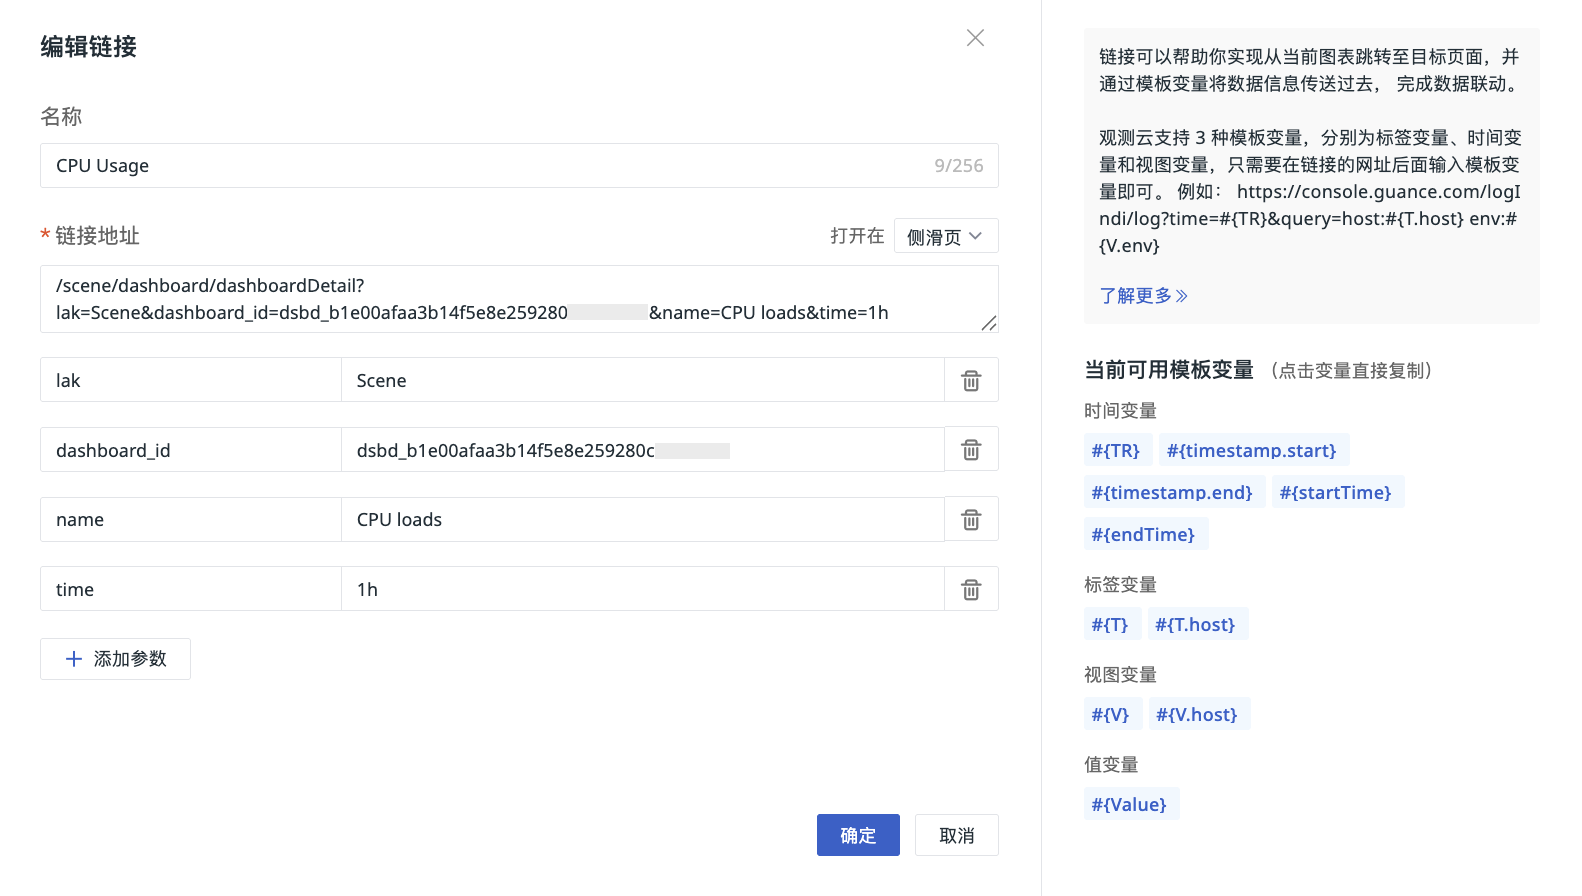 编辑链接
名称
CPU Usage
9/256
* 链接地址
打开在
侧滑页
/scene/dashboard/dashboardDetail?
lak=Scene&dashboard_id=dsbd_b1e00afaa3b14f5e8e259280 &name=CPU loads&time=1h
lak
Scene
dashboard_id
dsbd_b1e00afaa3b14f5e8e259280c
name
CPU loads
time
1h
添加参数
确定
取消
链接可以帮助你实现从当前图表跳转至目标页面，并
通过模板变量将数据信息传送过去， 完成数据联动。
观测云支持 3 种模板变量，分别为标签变量、时间变
量和视图变量，只需要在链接的网址后面输入模板变
量即可。 例如： https://console.guance.com/logI
ndi/log?time=#{TR}&query=host:#{T.host} env:#
{V.env}
了解更多
当前可用模板变量 （点击变量直接复制）
时间变量
#{TR} #{timestamp.start}
#{timestamp.end} #{startTime}
#{endTime}
标签变量
#{T} #{T.host}
视图变量
#{V} #{V.host}
值变量
#{Value}